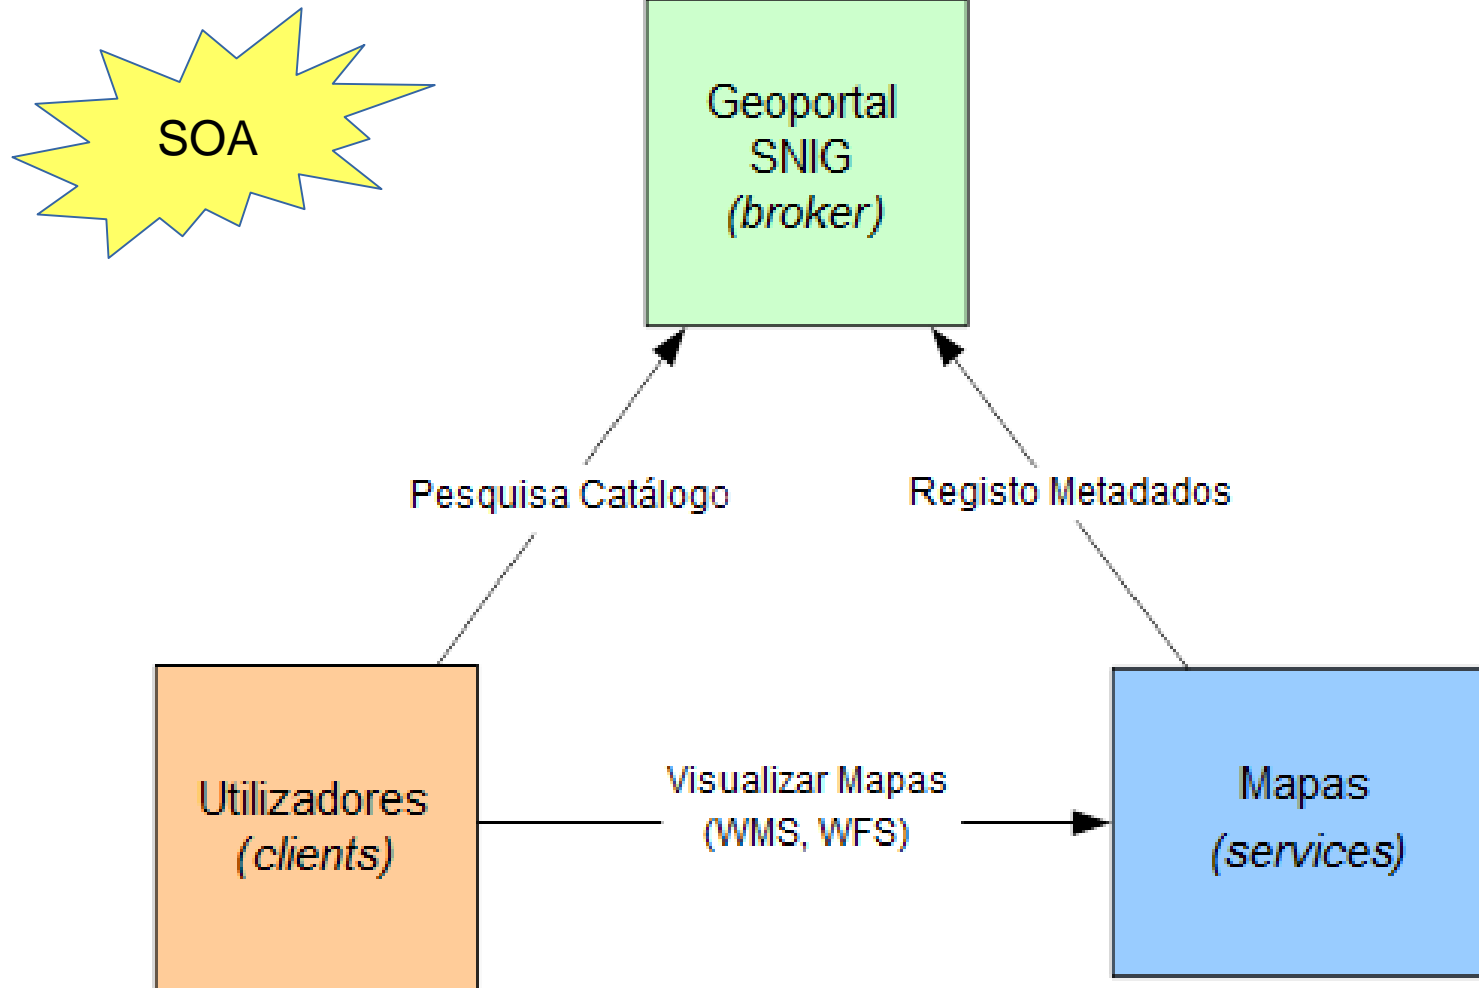 SOA
Geoportal
SNIG
(broker)
Pesquisa Catálogo
Registo Metadados
Utilizadores
(clients)
Visualizar Mapas
(WMS, WFS)
Mapas
(services)